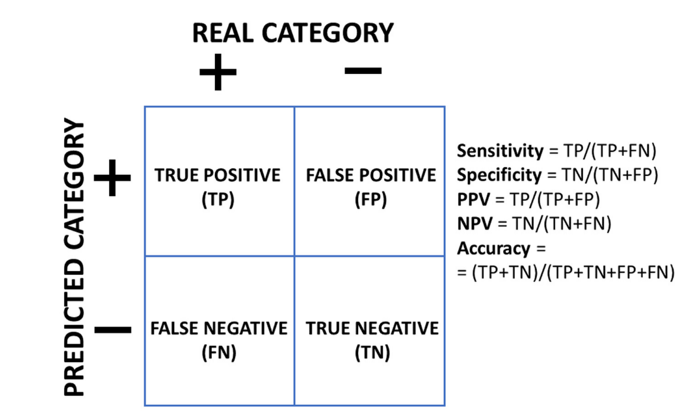 REAL CATEGORY
+ −
PREDICTED CATEGORY
+
TRUE POSITIVE
(TP)
FALSE POSITIVE
(FP)
−
FALSE NEGATIVE
(FN)
TRUE NEGATIVE
(TN)
Sensitivity = TP/(TP+FN)
Specificity = TN/(TN+FP)
PPV = TP/(TP+FP)
NPV = TN/(TN+FN)
Accuracy =
= (TP+TN)/(TP+TN+FP+FN)